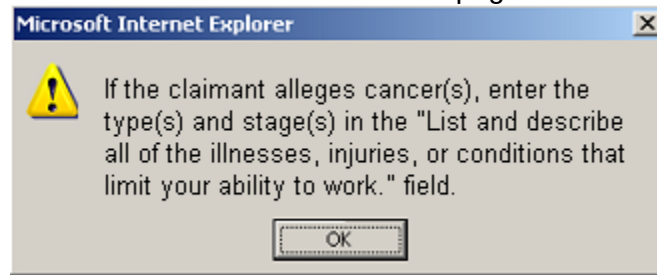 Microsoft Internet Explorer
If the claimant alleges cancer(s), enter the
type(s) and stage(s) in the "List and describe
all of the illnesses, injuries, or conditions that
limit your ability to work." field.
OK